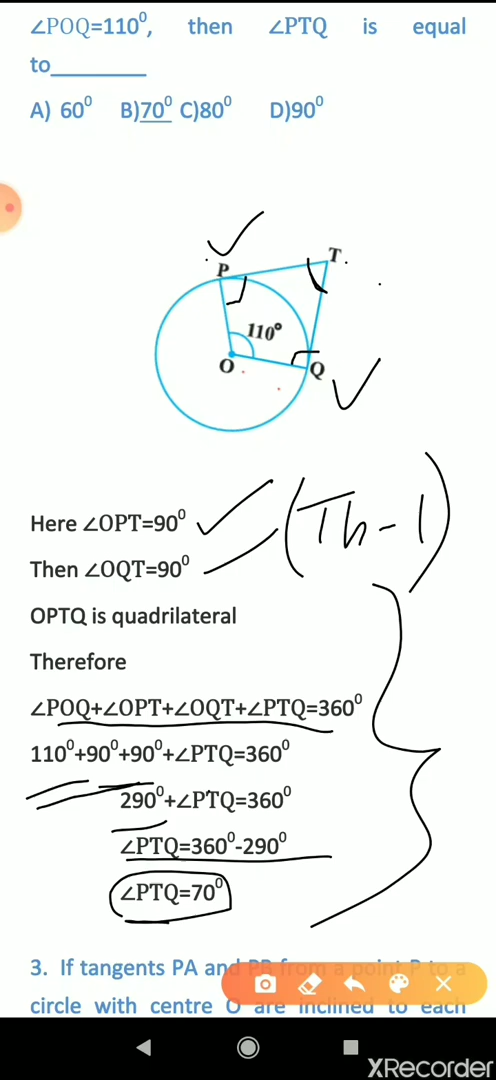 ∠POQ=110⁰, then ∠PTQ is equal
to________
A) 60⁰ B)70⁰ C)80⁰ D)90⁰
T.
P
110°
O.
Q
(Th-1)
Here ∠OPT=90⁰
Then ∠OQT=90⁰
OPTQ is quadrilateral
Therefore
∠POQ+∠OPT+∠OQT+∠PTQ=360⁰
110⁰+90⁰+90⁰+∠PTQ=360⁰
290⁰+∠PTQ=360⁰
∠PTQ=360⁰-290⁰
∠PTQ=70⁰
3. If tangents PA and PB from a point P to a
circle with centre O are inclined to each
XRecorder